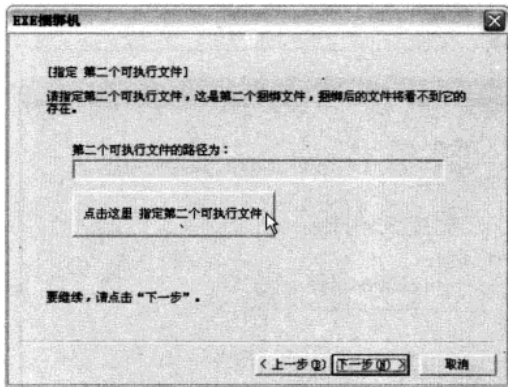 EXE捆绑机
[指定 第二个可执行文件]
请指定第二个可执行文件，这是第二个捆绑文件，捆绑后的文件将看不到它的
存在。
第二个可执行文件的路径为：
点击这里 指定第二个可执行文件
要继续，请点击“下一步”。
< 上一步(B) 下一步(N) > 取消